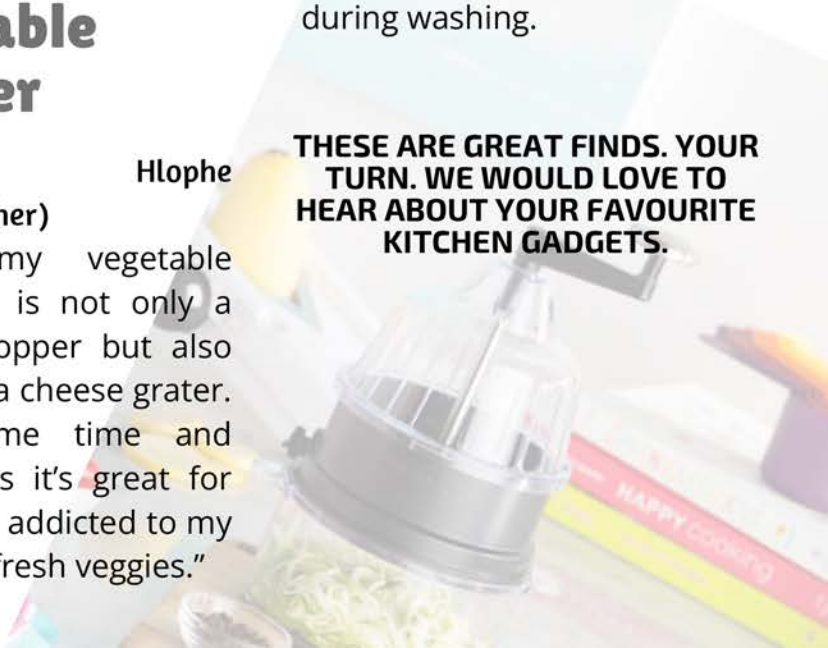 able
er
Hlophe
ner)
my vegetable
is not only a
opper but also
a cheese grater.
me time and
s it's great for
addicted to my
fresh veggies.”
during washing.
THESE ARE GREAT FINDS. YOUR
TURN. WE WOULD LOVE TO
HEAR ABOUT YOUR FAVOURITE
KITCHEN GADGETS.
HAPPY cooking